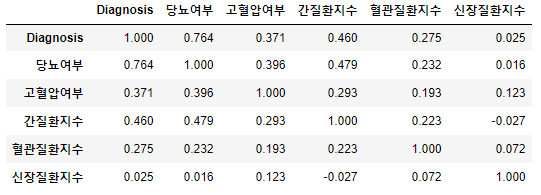 Diagnosis 당뇨여부 고혈압여부 간질환지수 혈관질환지수 신장질환지수
Diagnosis 1.000 0.764 0.371 0.460 0.275 0.025
당뇨여부 0.764 1.000 0.396 0.479 0.232 0.016
고혈압여부 0.371 0.396 1.000 0.293 0.193 0.123
간질환지수 0.460 0.479 0.293 1.000 0.223 -0.027
혈관질환지수 0.275 0.232 0.193 0.223 1.000 0.072
신장질환지수 0.025 0.016 0.123 -0.027 0.072 1.000